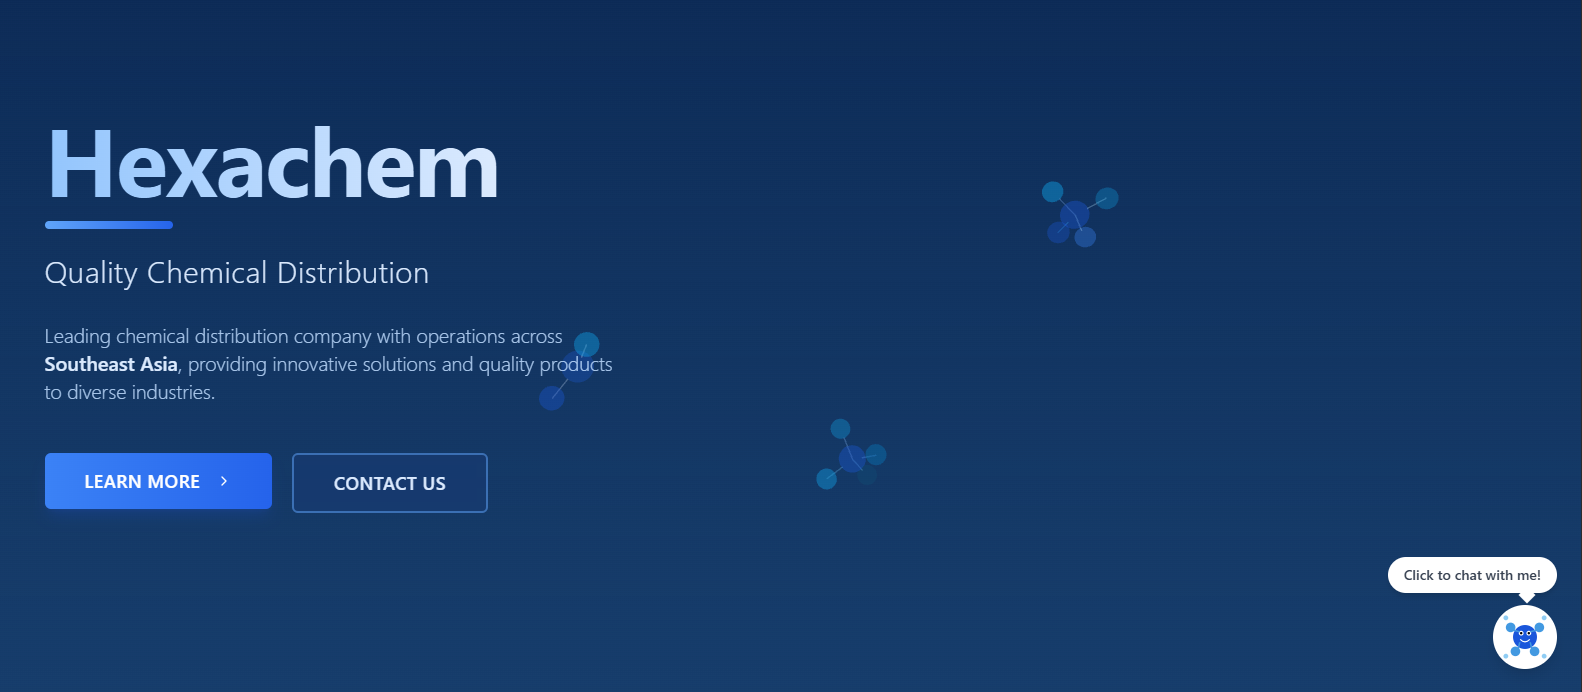 Hexachem
Quality Chemical Distribution
Leading chemical distribution company with operations across
Southeast Asia, providing innovative solutions and quality products
to diverse industries.
LEARN MORE
CONTACT US
Click to chat with me!